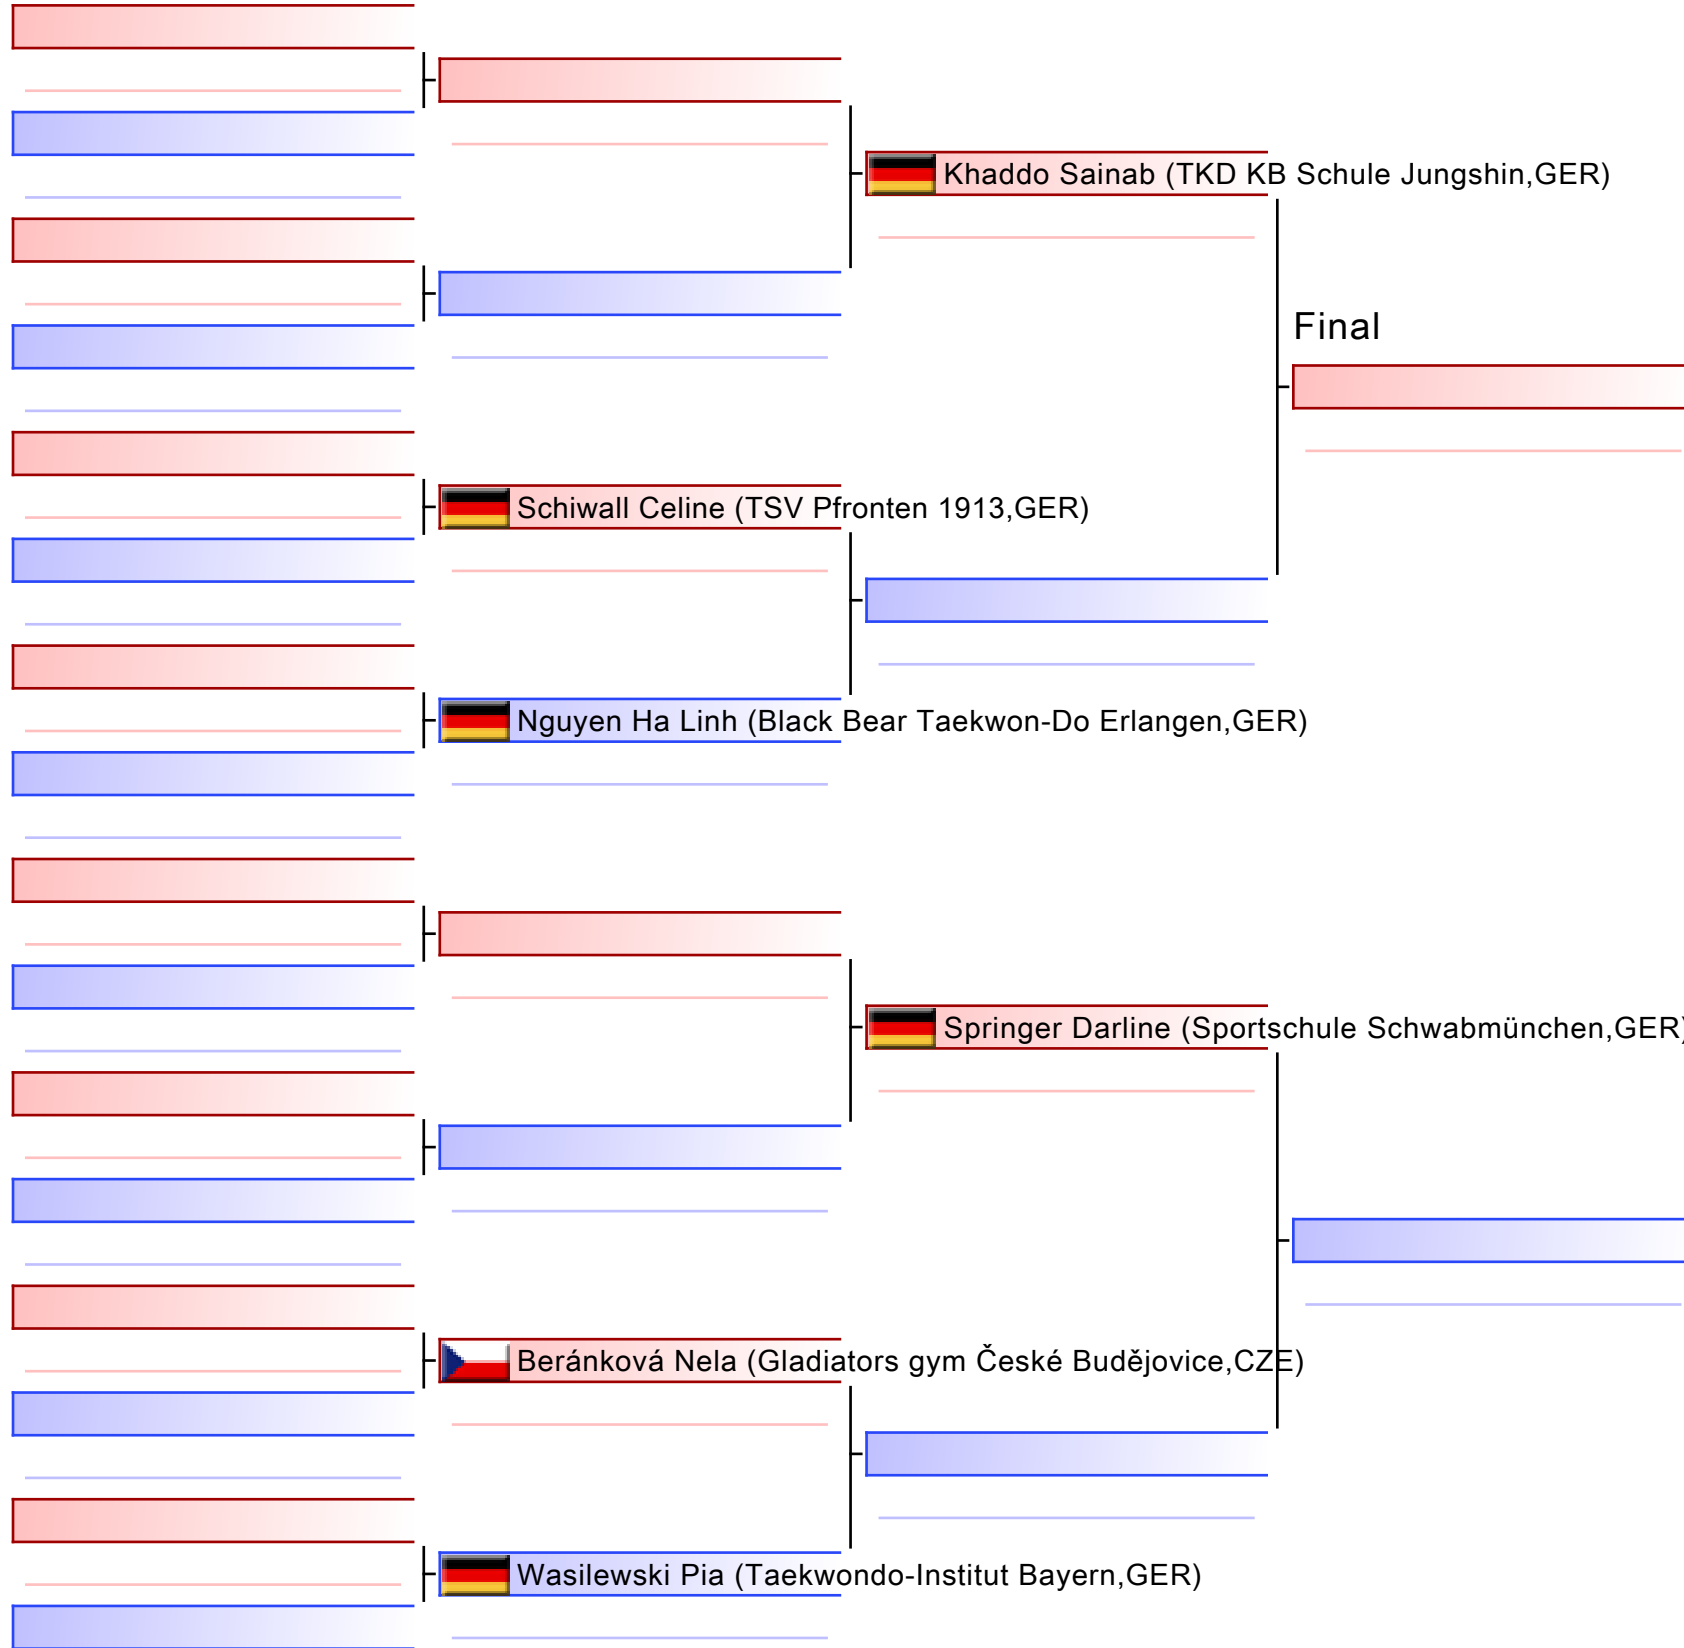 Khaddo Sainab (TKD KB Schule Jungshin,GER)
Final
Schiwall Celine (TSV Pfronten 1913,GER)
Nguyen Ha Linh (Black Bear Taekwon-Do Erlangen,GER)
Springer Darline (Sportschule Schwabmünchen,GER)
Beránková Nela (Gladiators gym České Budějovice,CZE)
Wasilewski Pia (Taekwondo-Institut Bayern,GER)